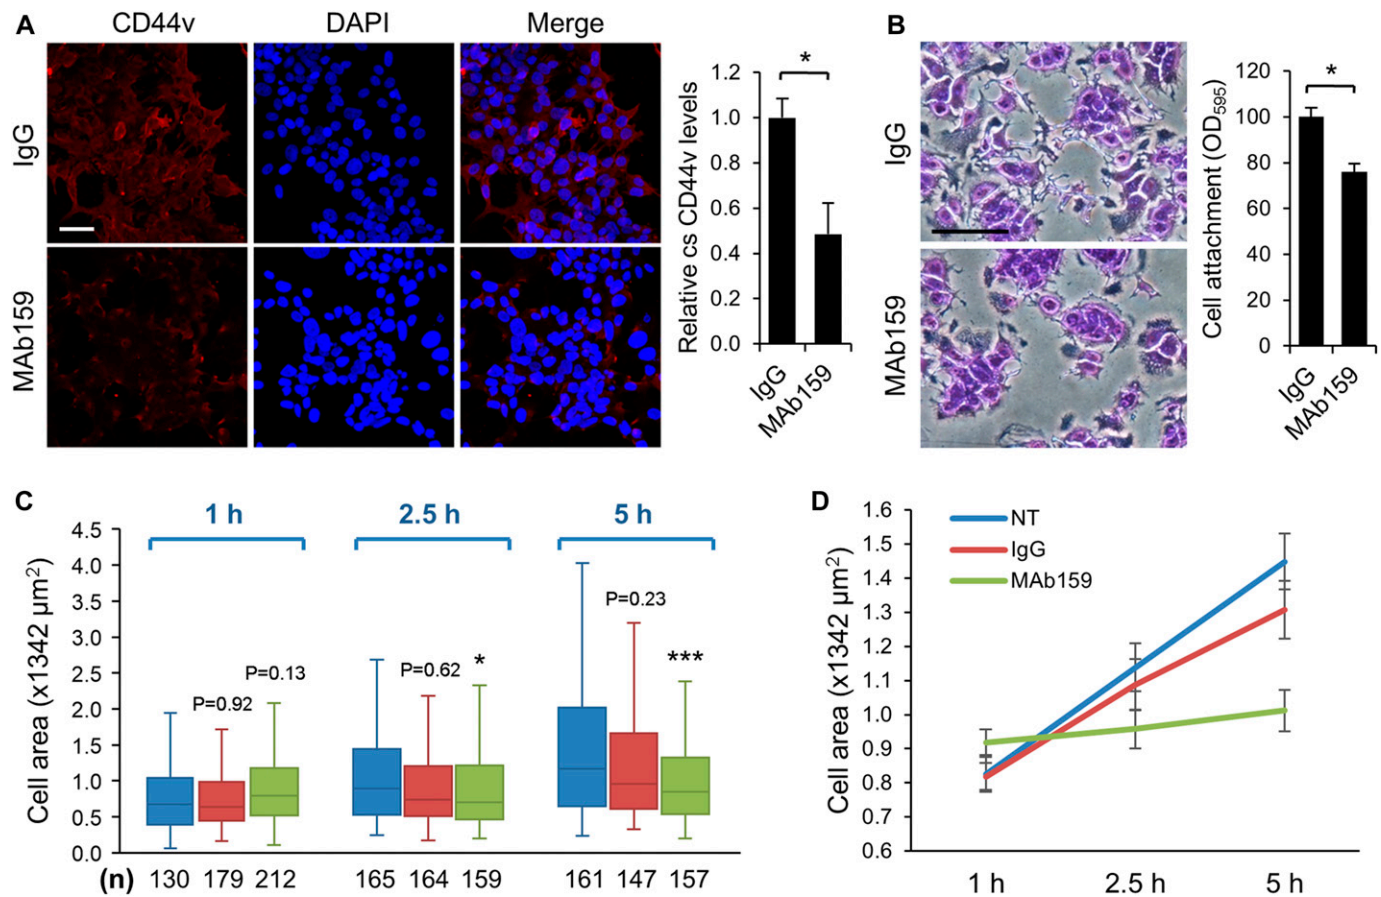 A
CD44v
DAPI
Merge
IgG
MAb159
Relative cs CD44v levels
1.2
1.0
0.8
0.6
0.4
0.2
0.0
*
IgG
MAb159
B
IgG
MAb159
Cell attachment (OD595)
120
100
80
60
40
20
0
*
IgG
MAb159
C
1 h
2.5 h
5 h
Cell area (x1342 µm2)
4.5
4.0
3.5
3.0
2.5
2.0
1.5
1.0
0.5
0.0
P=0.92
P=0.13
P=0.62
*
P=0.23
***
(n) 130 179 212 165 164 159 161 147 157
D
NT
IgG
MAb159
Cell area (x1342 µm2)
1.6
1.5
1.4
1.3
1.2
1.1
1.0
0.9
0.8
0.7
0.6
1 h
2.5 h
5 h